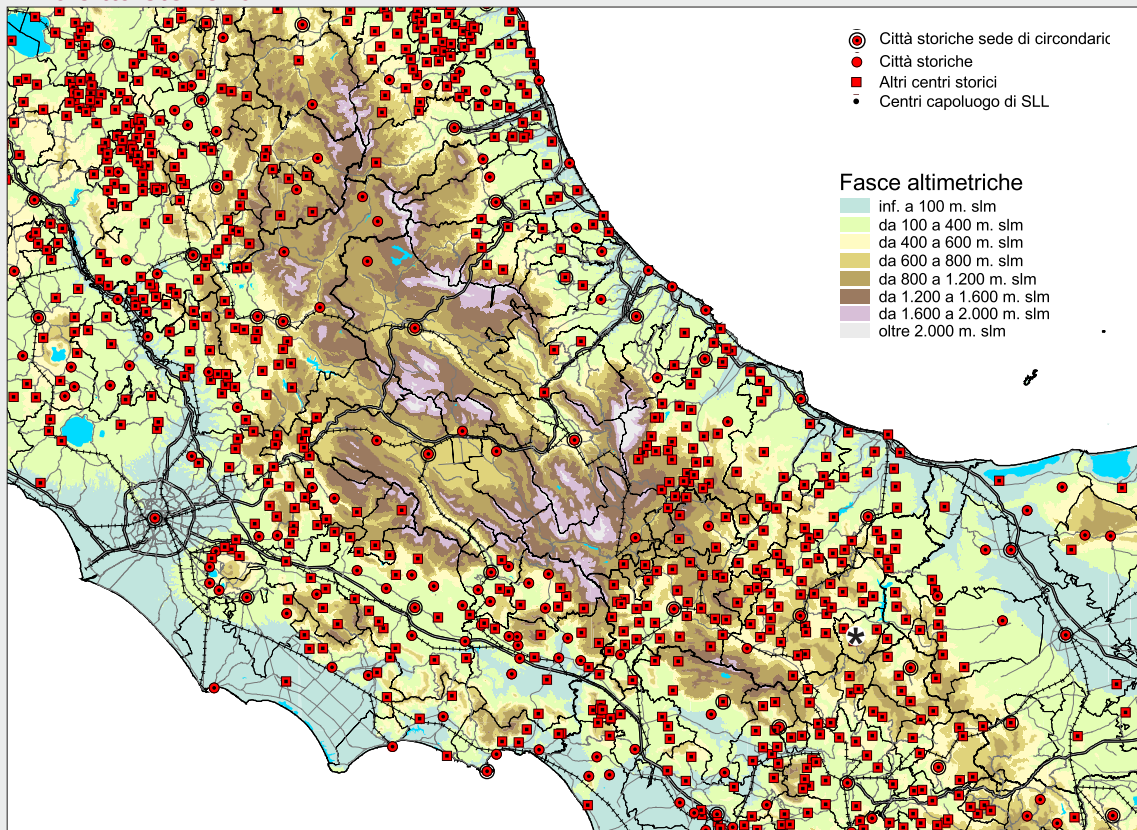 Città storiche sede di circondaric
Città storiche
Altri centri storici
Centri capoluogo di SLL
Fasce altimetriche
inf. a 100 m. slm
da 100 a 400 m. slm
da 400 a 600 m. slm
da 600 a 800 m. slm
da 800 a 1.200 m. slm
da 1.200 a 1.600 m. slm
da 1.600 a 2.000 m. slm
oltre 2.000 m. slm
*